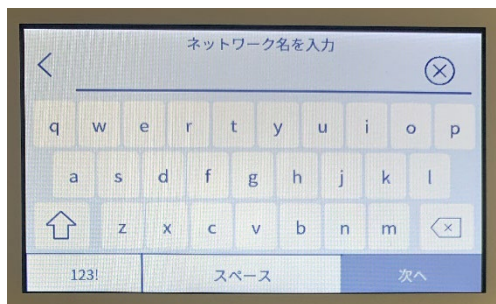 ネットワーク名を入力
q w e r t y u i o p
a s d f g h j k l
z x c v b n m
123! スペース 次へ